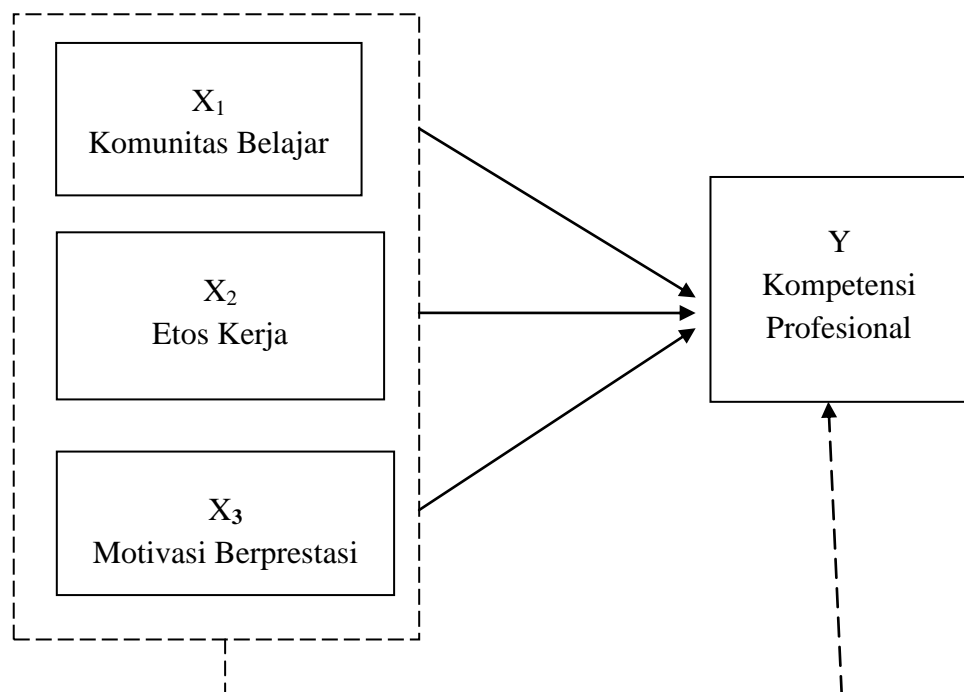 X₁
Komunitas Belajar
X₂
Etos Kerja
X₃
Motivasi Berprestasi
Y
Kompetensi
Profesional